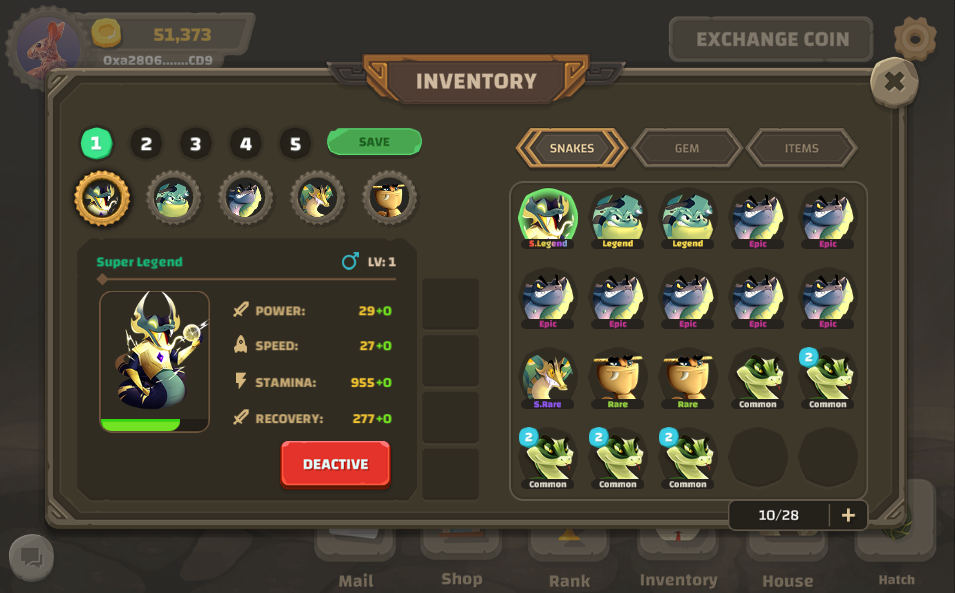 51,373
0xa2806.......CD9
EXCHANGE COIN
INVENTORY
1 2 3 4 5 SAVE
SNAKES GEM ITEMS
Super Legend LV: 1
POWER: 29+0
SPEED: 27+0
STAMINA: 955+0
RECOVERY: 277+0
DEACTIVE
S.Legend Legend Legend Epic Epic
Epic Epic Epic Epic Epic
2
S.Rare Rare Rare Common Common
2 2 2
Common Common Common
10/28 +
Mail Shop Rank Inventory House Hatch